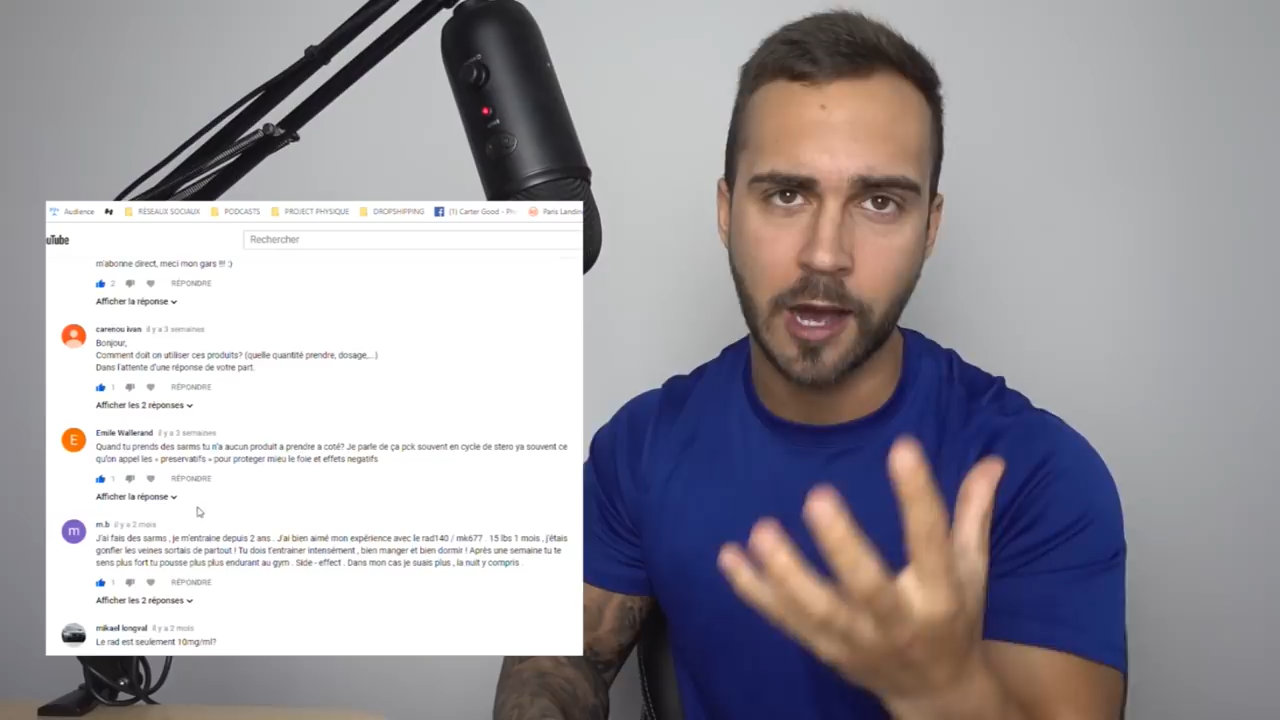 Audience RÉSEAUX SOCIAUX PODCASTS PROJECT PHYSIQUE DROPSHIPPING (1) Carter Good - Ph Paris Landin
uTube Rechercher
m'abonne direct, meci mon gars !!! :)
2 RÉPONDRE
Afficher la réponse
carenou ivan il y a 3 semaines
Bonjour,
Comment doit on utiliser ces produits? (quelle quantité prendre, dosage,...)
Dans l'attente d'une réponse de votre part.
1 RÉPONDRE
Afficher les 2 réponses
E
Emile Wallerand il y a 3 semaines
Quand tu prends des sarms tu n'a aucun produit a prendre a coté? Je parle de ça pck souvent en cycle de stero ya souvent ce
qu'on appel les « preservatifs » pour proteger mieu le foie et effets negatifs
1 RÉPONDRE
Afficher la réponse
m
m.b il y a 2 mois
J'ai fais des sarms , je m'entraine depuis 2 ans . J'ai bien aimé mon expérience avec le rad140 / mk677 . 15 lbs 1 mois , j'étais
gonfler les veines sortais de partout ! Tu dois t'entrainer intensément , bien manger et bien dormir ! Après une semaine tu te
sens plus fort tu pousse plus plus endurant au gym . Side - effect . Dans mon cas je suais plus , la nuit y compris .
1 RÉPONDRE
Afficher les 2 réponses
mikael longval il y a 2 mois
Le rad est seulement 10mg/ml?